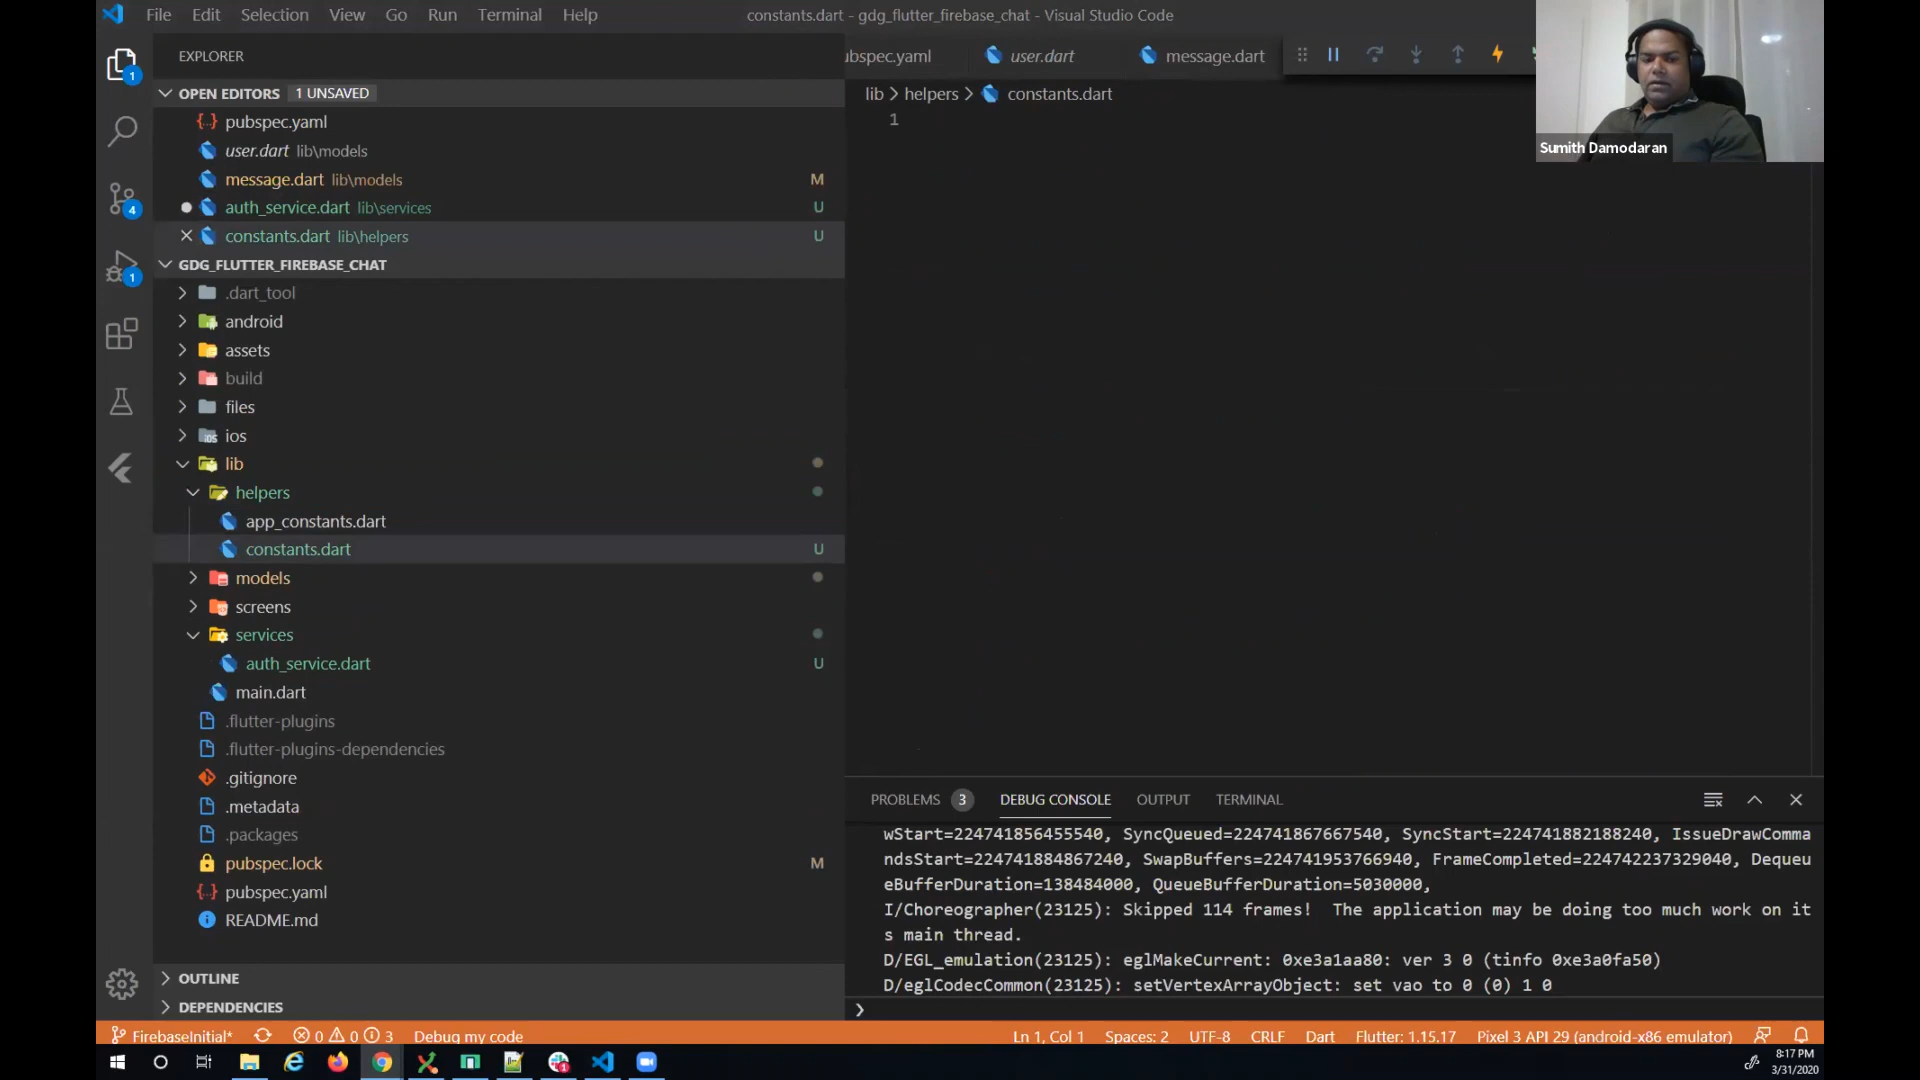 File Edit Selection View Go Run Terminal Help
constants.dart - gdg_flutter_firebase_chat - Visual Studio Code
EXPLORER
OPEN EDITORS 1 UNSAVED
pubspec.yaml
user.dart lib\models
message.dart lib\models M
auth_service.dart lib\services U
constants.dart lib\helpers U
GDG_FLUTTER_FIREBASE_CHAT
.dart_tool
android
assets
build
files
ios
lib
helpers
app_constants.dart
constants.dart U
models
screens
services
auth_service.dart U
main.dart
.flutter-plugins
.flutter-plugins-dependencies
.gitignore
.metadata
.packages
pubspec.lock M
pubspec.yaml
README.md
OUTLINE
DEPENDENCIES
1
4
1
ubspec.yaml user.dart message.dart
lib > helpers > constants.dart
1
Sumith Damodaran
PROBLEMS 3 DEBUG CONSOLE OUTPUT TERMINAL
wStart=224741856455540, SyncQueued=224741867667540, SyncStart=224741882188240, IssueDrawComma
ndsStart=224741884867240, SwapBuffers=224741953766940, FrameCompleted=224742237329040, Dequeu
eBufferDuration=138484000, QueueBufferDuration=5030000,
I/Choreographer(23125): Skipped 114 frames!  The application may be doing too much work on it
s main thread.
D/EGL_emulation(23125): eglMakeCurrent: 0xe3a1aa80: ver 3 0 (tinfo 0xe3a0fa50)
D/eglCodecCommon(23125): setVertexArrayObject: set vao to 0 (0) 1 0
FirebaseInitial* 0 0 3 Debug my code
Ln 1, Col 1 Spaces: 2 UTF-8 CRLF Dart Flutter: 1.15.17 Pixel 3 API 29 (android-x86 emulator)
8:17 PM
3/31/2020